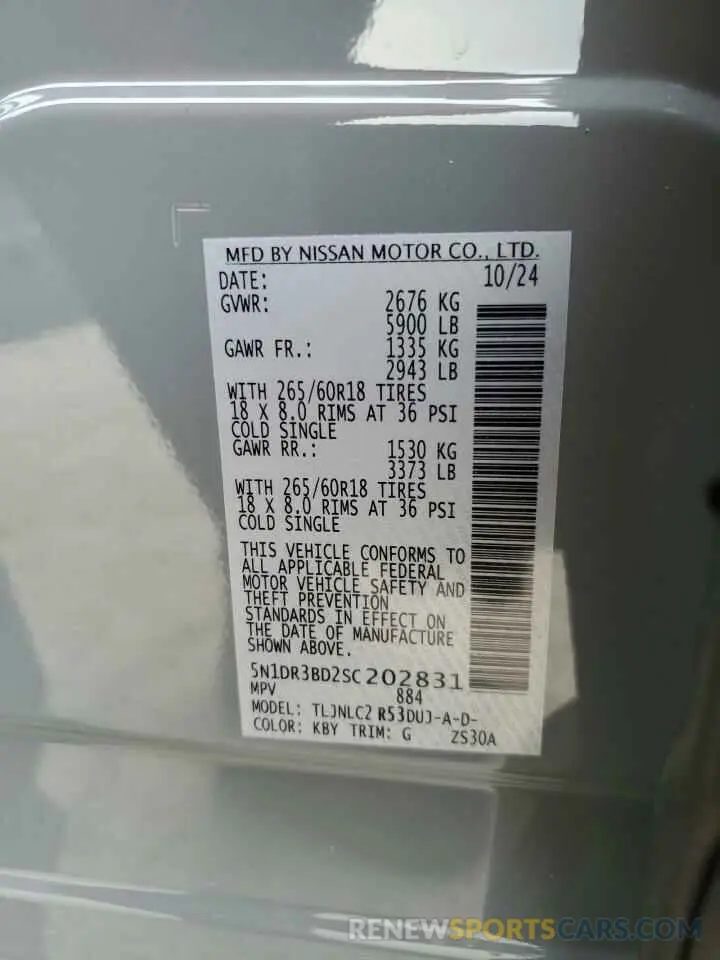 MFD BY NISSAN MOTOR CO., LTD.
DATE: 10/24
GVWR: 2676 KG
5900 LB
GAWR FR.: 1335 KG
2943 LB
WITH 265/60R18 TIRES
18 X 8.0 RIMS AT 36 PSI
COLD SINGLE
GAWR RR.: 1530 KG
3373 LB
WITH 265/60R18 TIRES
18 X 8.0 RIMS AT 36 PSI
COLD SINGLE
THIS VEHICLE CONFORMS TO
ALL APPLICABLE FEDERAL
MOTOR VEHICLE SAFETY AND
THEFT PREVENTION
STANDARDS IN EFFECT ON
THE DATE OF MANUFACTURE
SHOWN ABOVE.
5N1DR3BD2SC202831
MPV 884
MODEL: TLJNLC2 R53DUJ-A-D-
COLOR: KBY TRIM: G ZS30A
RENEWSPORTSCARS.COM